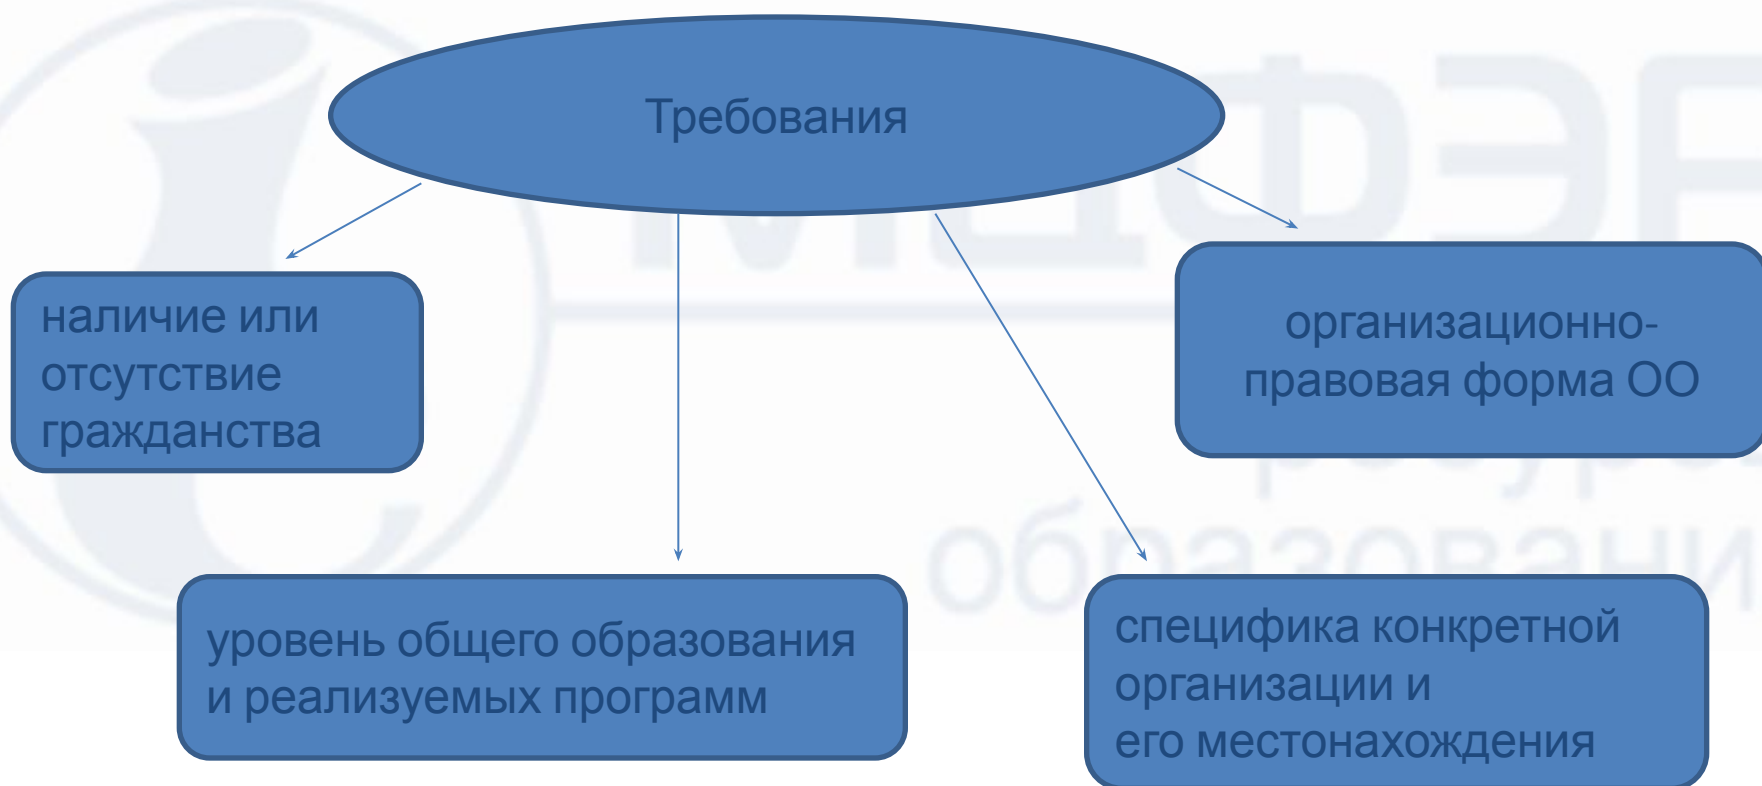 Требования
наличие или
отсутствие
гражданства
организационно-
правовая форма ОО
уровень общего образования
и реализуемых программ
специфика конкретной
организации и
его местонахождения